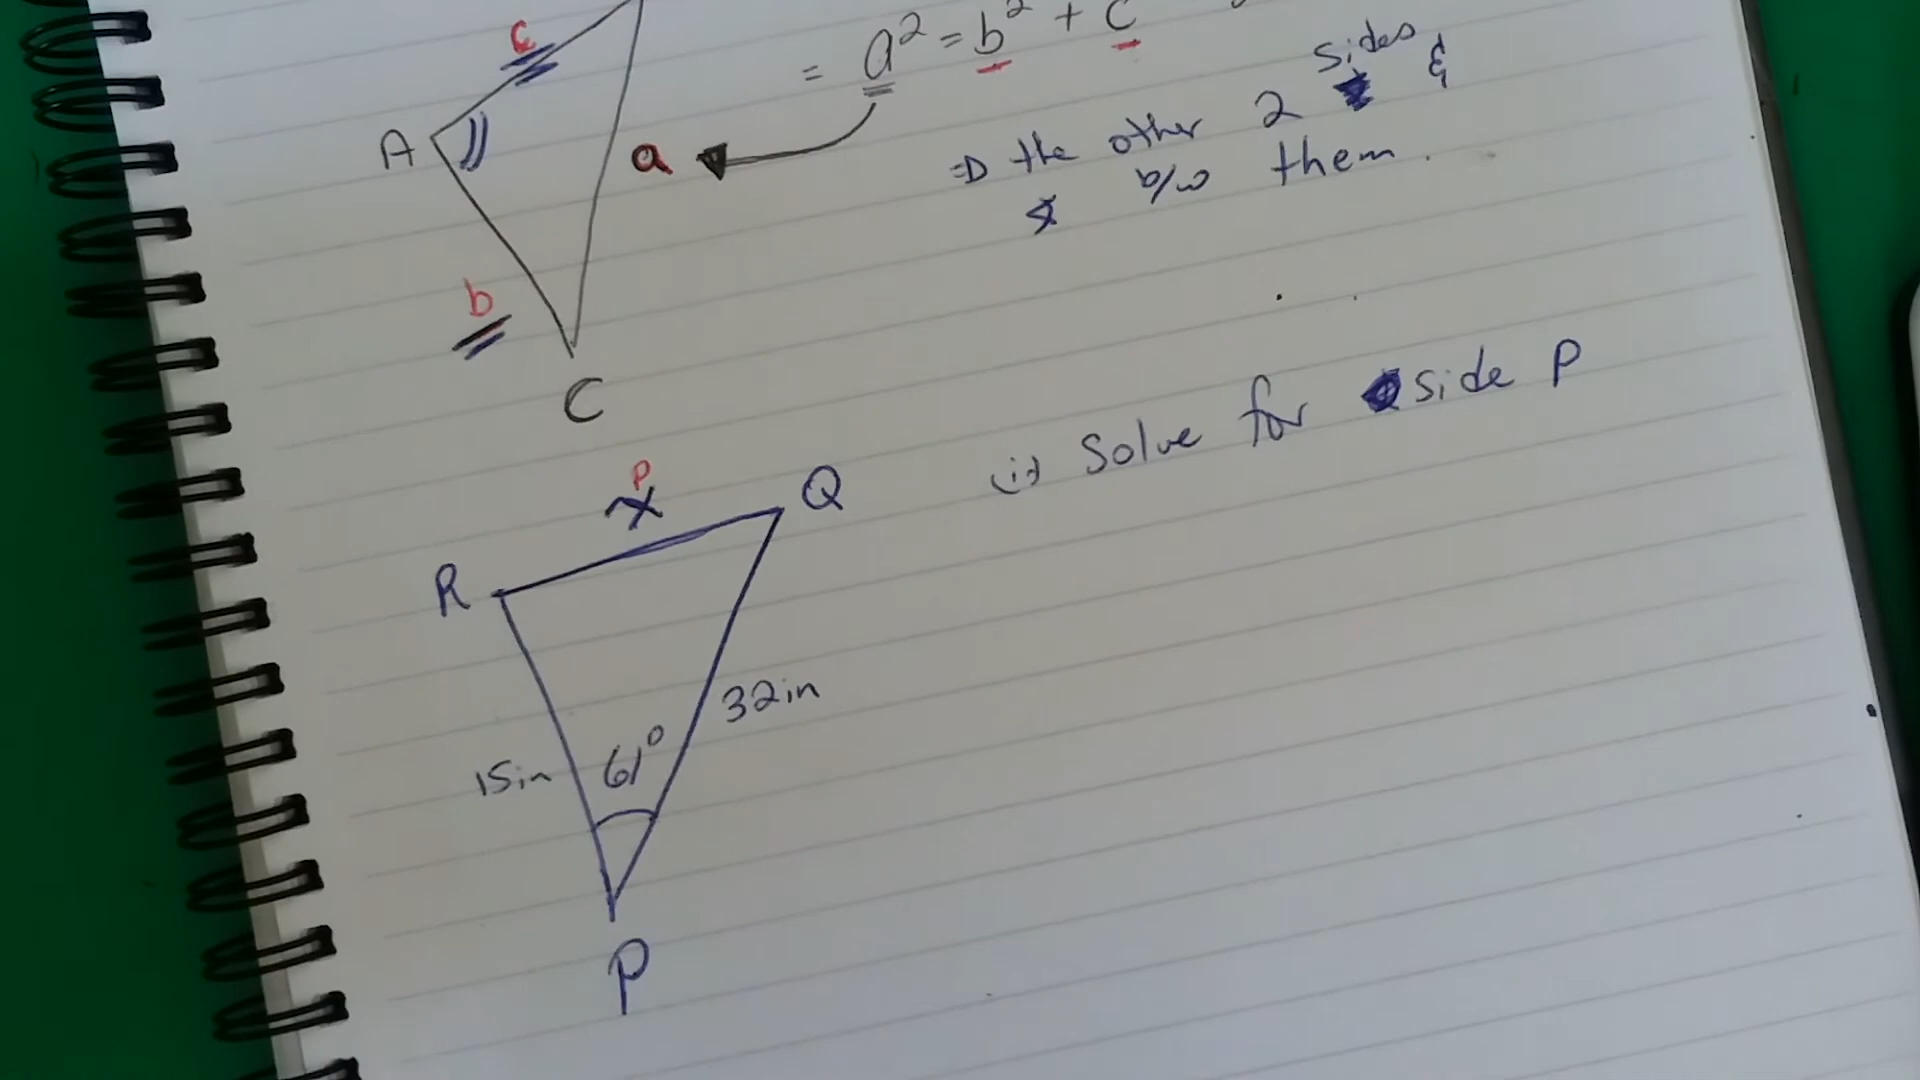 c
= a² = b² + c
sides
A
a
⇒ the other 2 &
∠ b/w them.
b
C
(i) Solve for side P
P
x
Q
R
32in
15in
61°
P